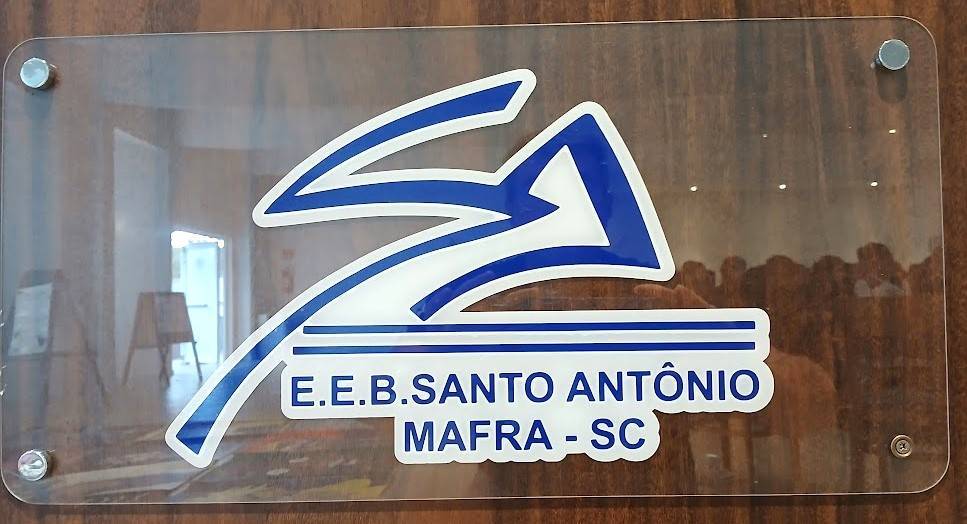 E.E.B.SANTO ANTÔNIO
MAFRA - SC